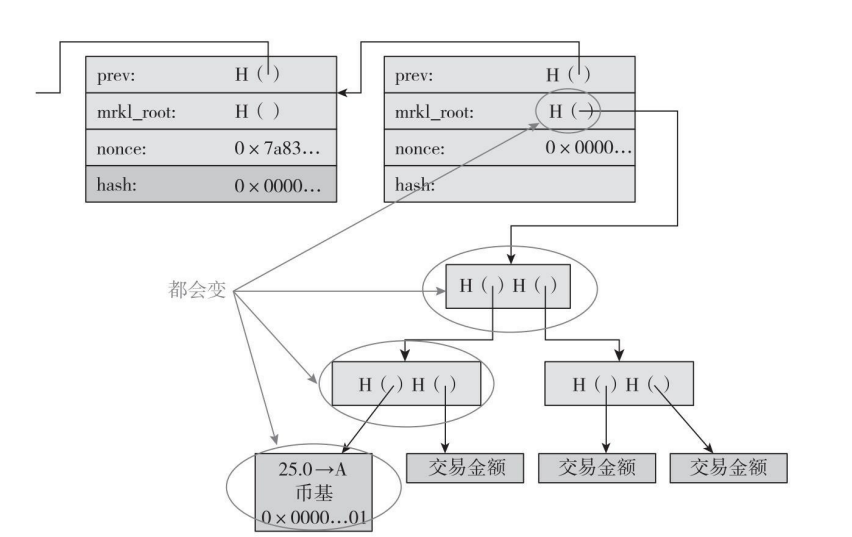 prev: H ( )
mrkl_root: H ( )
nonce: 0×7a83...
hash: 0×0000...
prev: H ( )
mrkl_root: H ( )
nonce: 0×0000...
hash:
都会变
H ( ) H ( )
H ( ) H ( )
H ( ) H ( )
25.0→A
币基
0×0000...01
交易金额
交易金额
交易金额